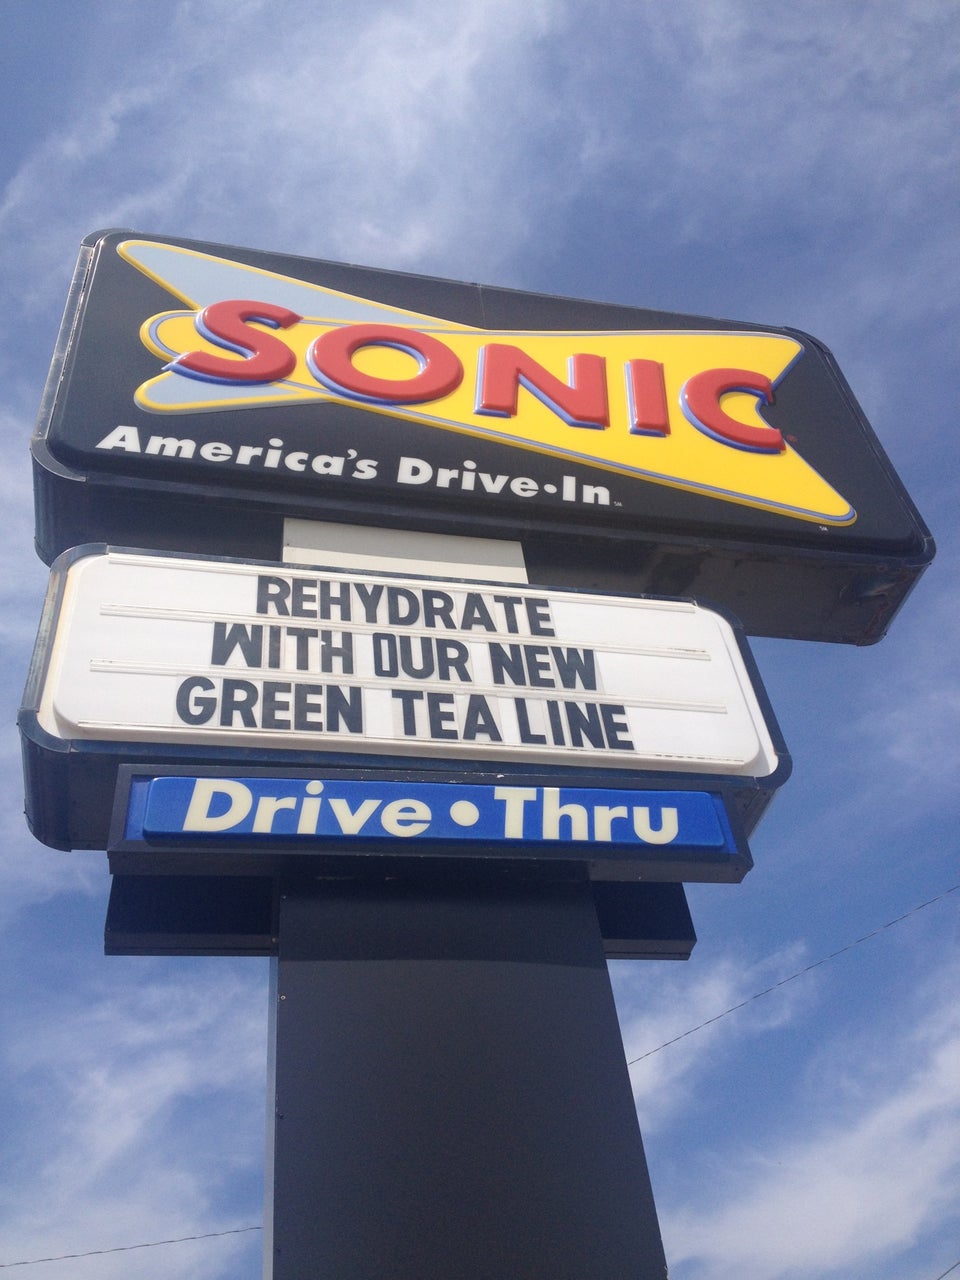 SONIC
America's Drive•In
REHYDRATE
WITH OUR NEW
GREEN TEA LINE
Drive•Thru